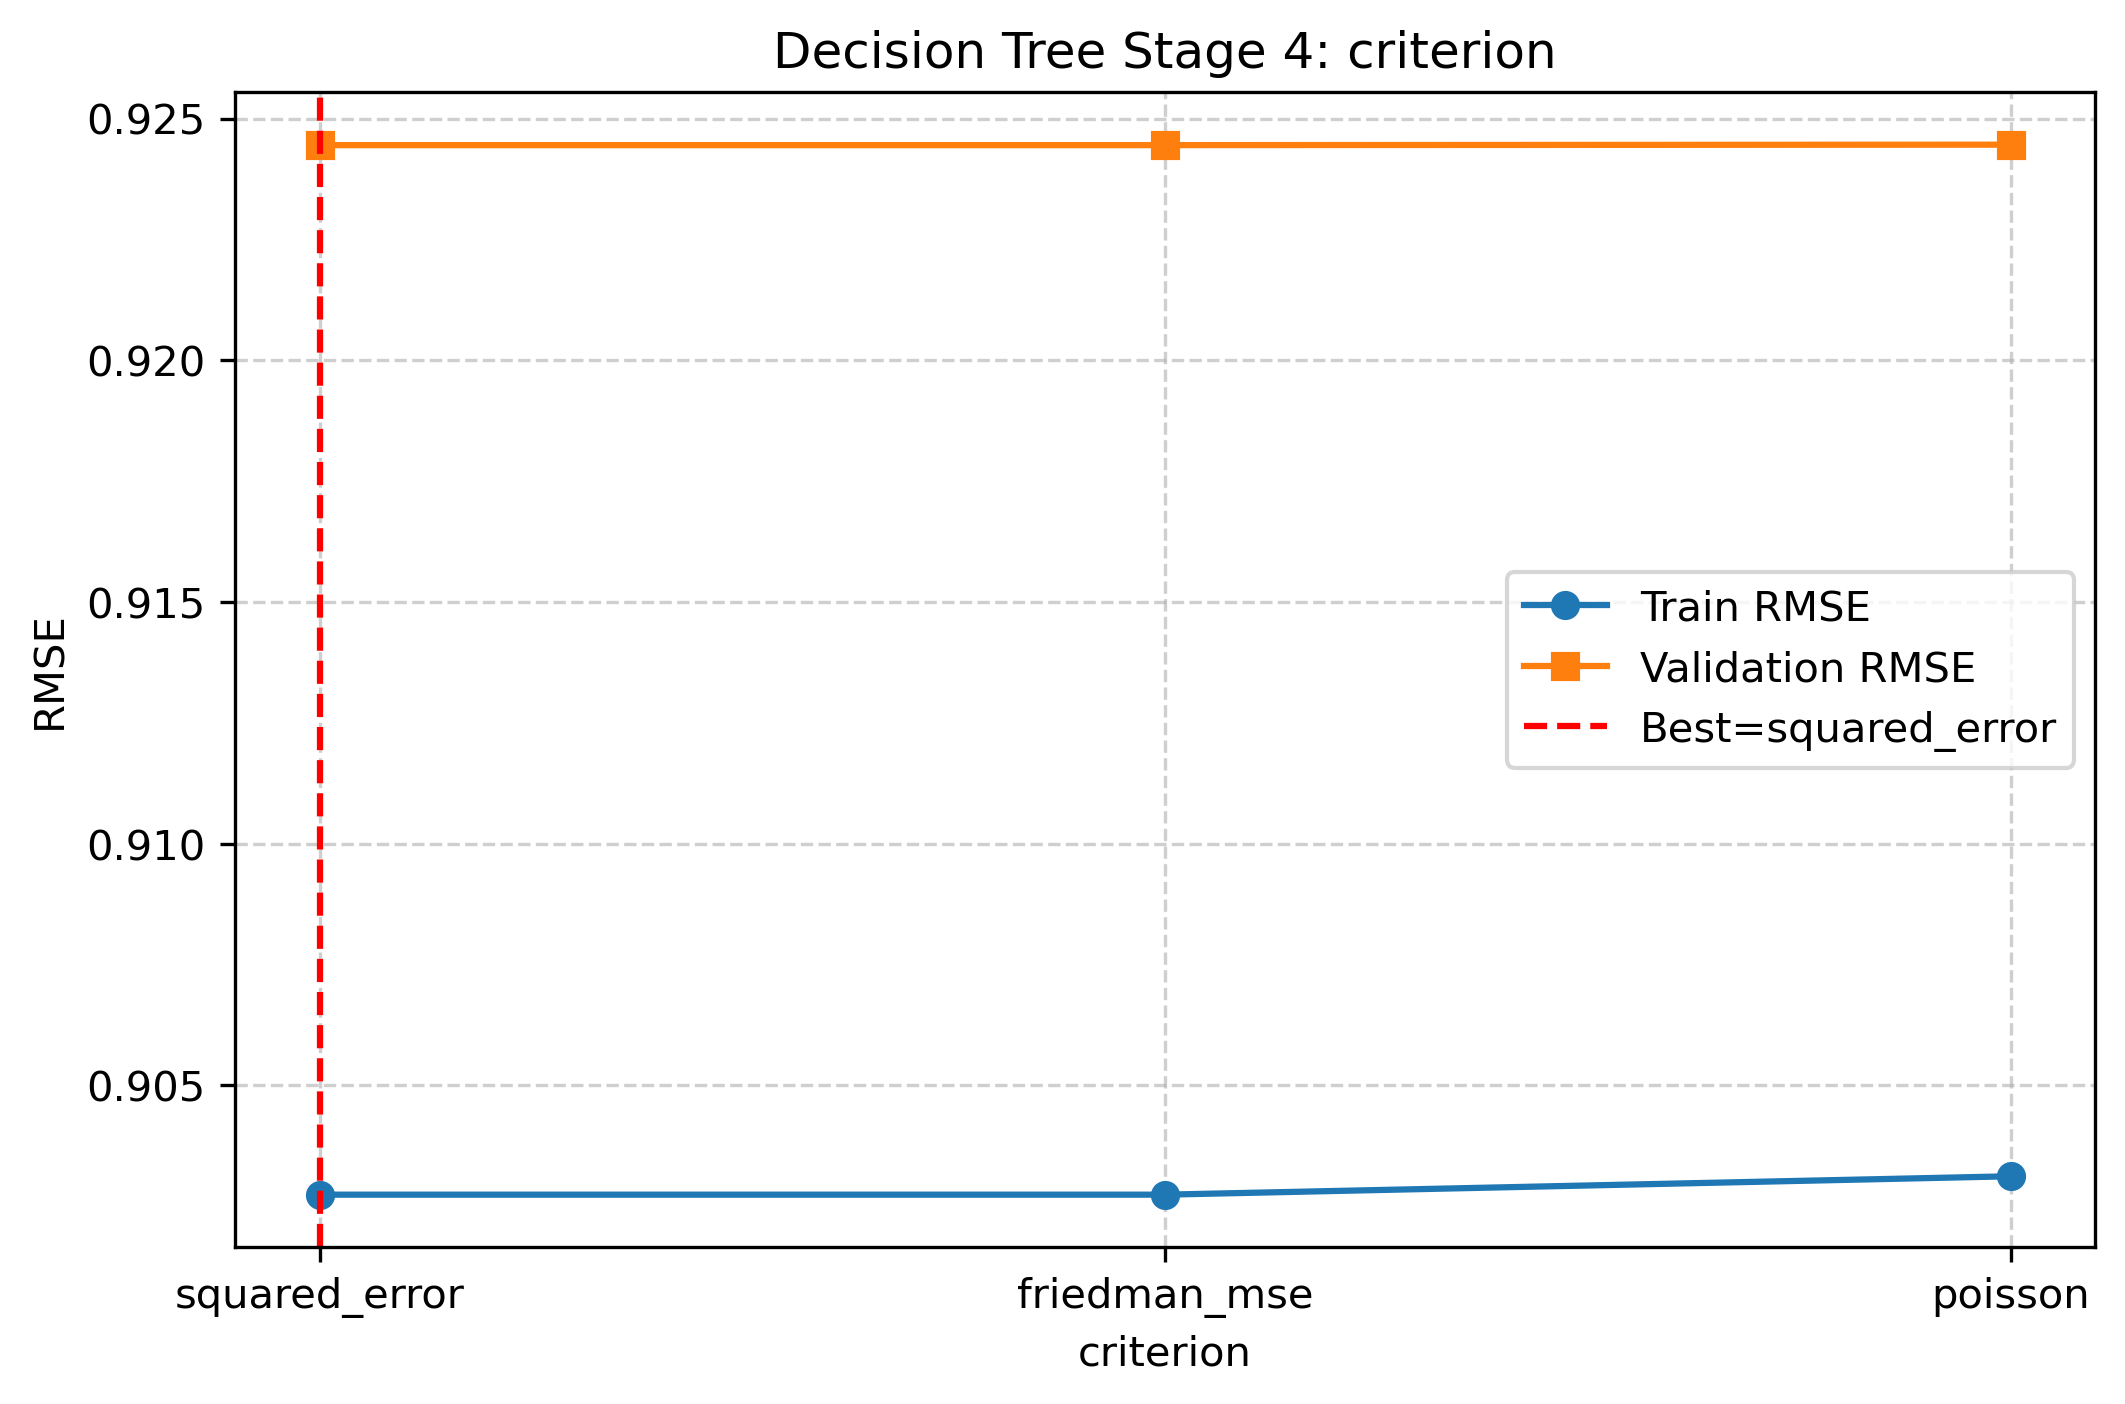 Decision Tree Stage 4: criterion
0.925
0.920
0.915
0.910
0.905
RMSE
Train RMSE
Validation RMSE
Best=squared_error
squared_error
friedman_mse
poisson
criterion